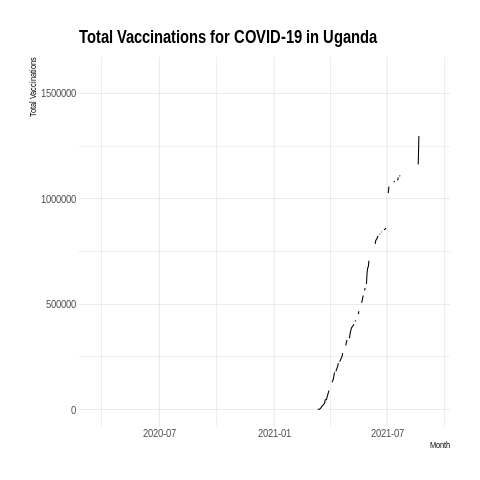 Total Vaccinations for COVID-19 in Uganda
Total Vaccinations
1500000
1000000
500000
0
2020-07
2021-01
2021-07
Month